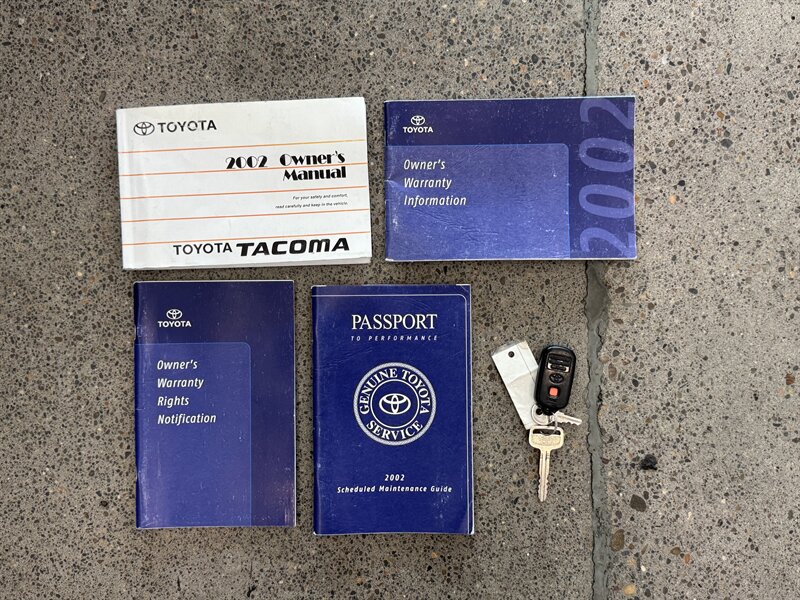 TOYOTA
2002 Owner's
Manual
For your safety and comfort,
read carefully and keep in the vehicle.
TOYOTA TACOMA
TOYOTA
Owner's
Warranty
Information
2002
TOYOTA
Owner's
Warranty
Rights
Notification
PASSPORT
TO PERFORMANCE
GENUINE TOYOTA
SERVICE
2002
Scheduled Maintenance Guide